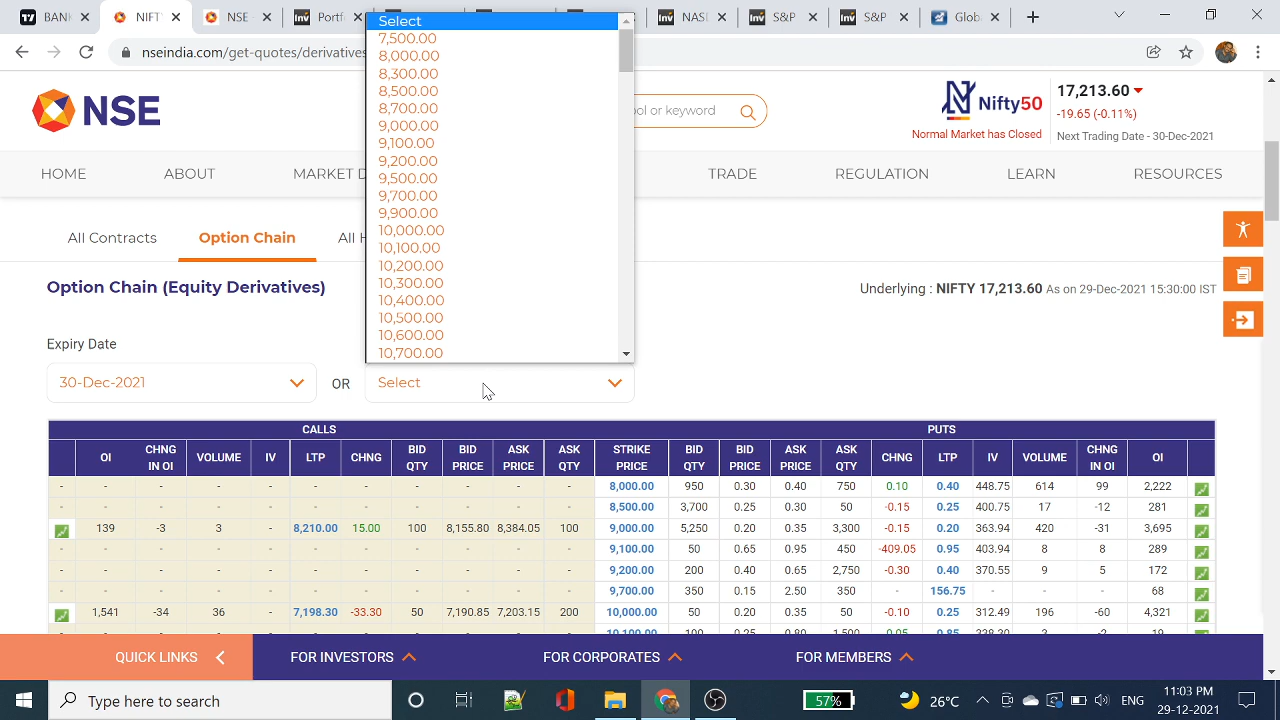 BANK
NIFT
NSE
Portf
NAS
S&P
S&P
Glob
nseindia.com/get-quotes/derivatives
Select
7,500.00
8,000.00
8,300.00
8,500.00
8,700.00
9,000.00
9,100.00
9,200.00
9,500.00
9,700.00
9,900.00
10,000.00
10,100.00
10,200.00
10,300.00
10,400.00
10,500.00
10,600.00
10,700.00
NSE
ol or keyword
Nifty50
17,213.60
-19.65 (-0.11%)
Normal Market has Closed
Next Trading Date - 30-Dec-2021
HOME ABOUT MARKET D TRADE REGULATION LEARN RESOURCES
All Contracts Option Chain All H
Option Chain (Equity Derivatives)
Underlying : NIFTY 17,213.60 As on 29-Dec-2021 15:30:00 IST
Expiry Date
30-Dec-2021 OR Select
CALLS PUTS
OI CHNG IN OI VOLUME IV LTP CHNG BID QTY BID PRICE ASK PRICE ASK QTY STRIKE PRICE BID QTY BID PRICE ASK PRICE ASK QTY CHNG LTP IV VOLUME CHNG IN OI OI
- - - - - - - - - - 8,000.00 950 0.30 0.40 750 0.10 0.40 448.75 614 99 2,222
- - - - - - - - - - 8,500.00 3,700 0.25 0.30 50 -0.15 0.25 400.75 17 -12 281
139 -3 3 - 8,210.00 15.00 100 8,155.80 8,384.05 100 9,000.00 5,250 0.20 0.35 3,300 -0.15 0.20 363.94 420 -31 3,695
- - - - - - - - - - 9,100.00 50 0.65 0.95 450 -409.05 0.95 403.94 8 8 289
- - - - - - - - - - 9,200.00 200 0.40 0.65 2,750 -0.30 0.40 370.55 9 5 172
- - - - - - - - - - 9,700.00 350 0.15 2.50 350 - 156.75 - - - 68
1,541 -34 36 - 7,198.30 -33.30 50 7,190.85 7,203.15 200 10,000.00 50 0.20 0.35 50 -0.10 0.25 312.49 196 -60 4,321
QUICK LINKS FOR INVESTORS FOR CORPORATES FOR MEMBERS
Type here to search
57%
26°C
ENG
11:03 PM
29-12-2021